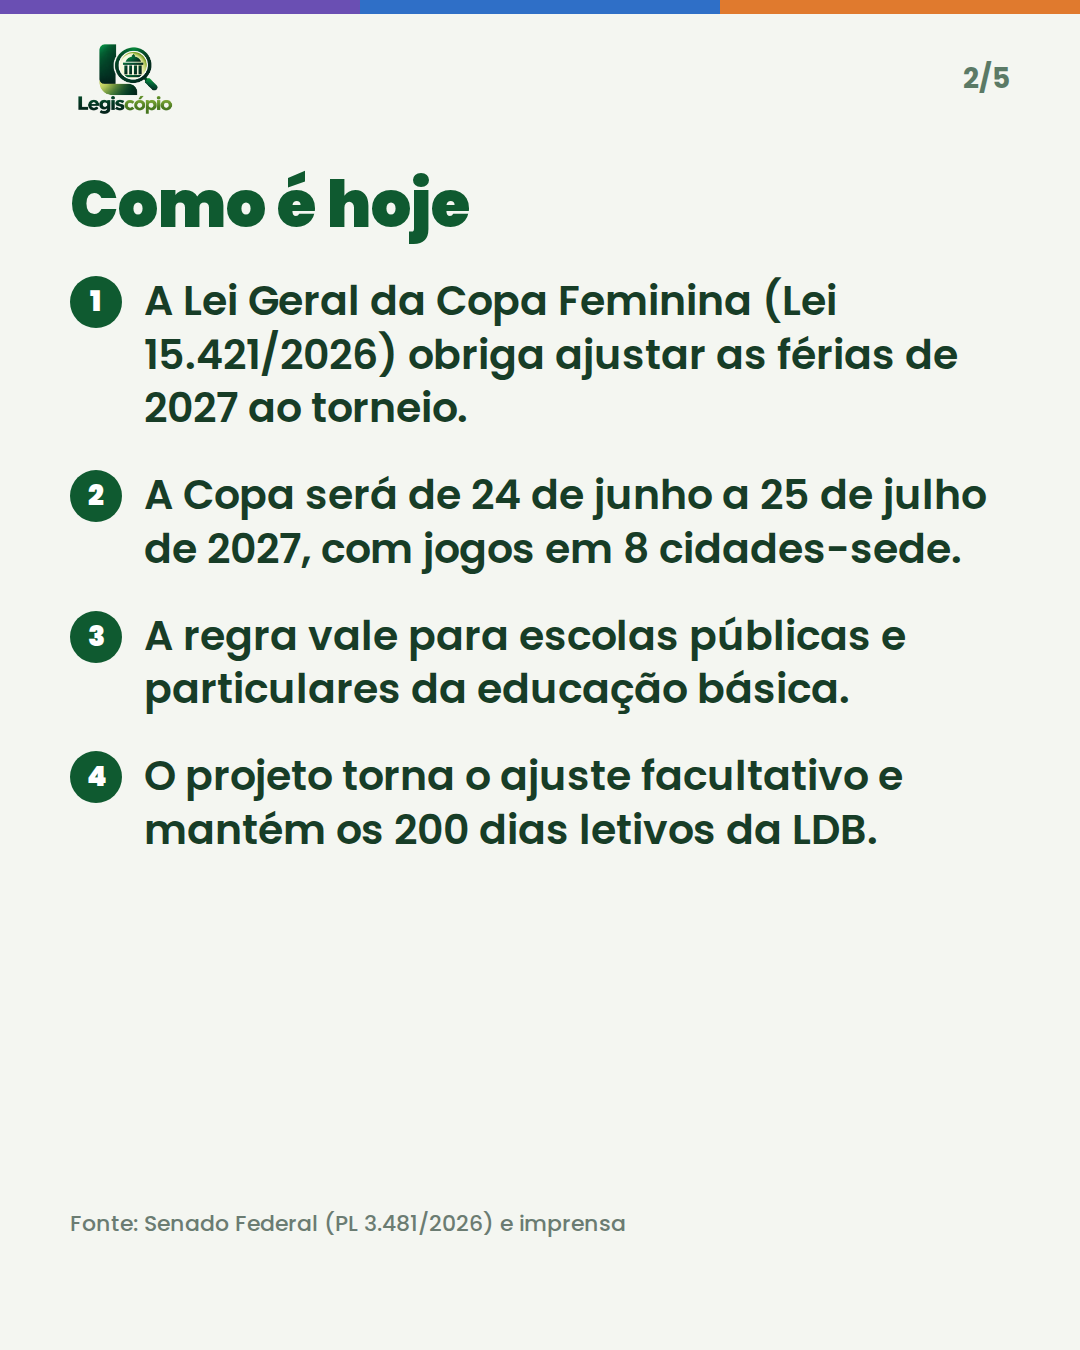 Legiscópio
2/5
Como é hoje
1 A Lei Geral da Copa Feminina (Lei
15.421/2026) obriga ajustar as férias de
2027 ao torneio.
2 A Copa será de 24 de junho a 25 de julho
de 2027, com jogos em 8 cidades-sede.
3 A regra vale para escolas públicas e
particulares da educação básica.
4 O projeto torna o ajuste facultativo e
mantém os 200 dias letivos da LDB.
Fonte: Senado Federal (PL 3.481/2026) e imprensa